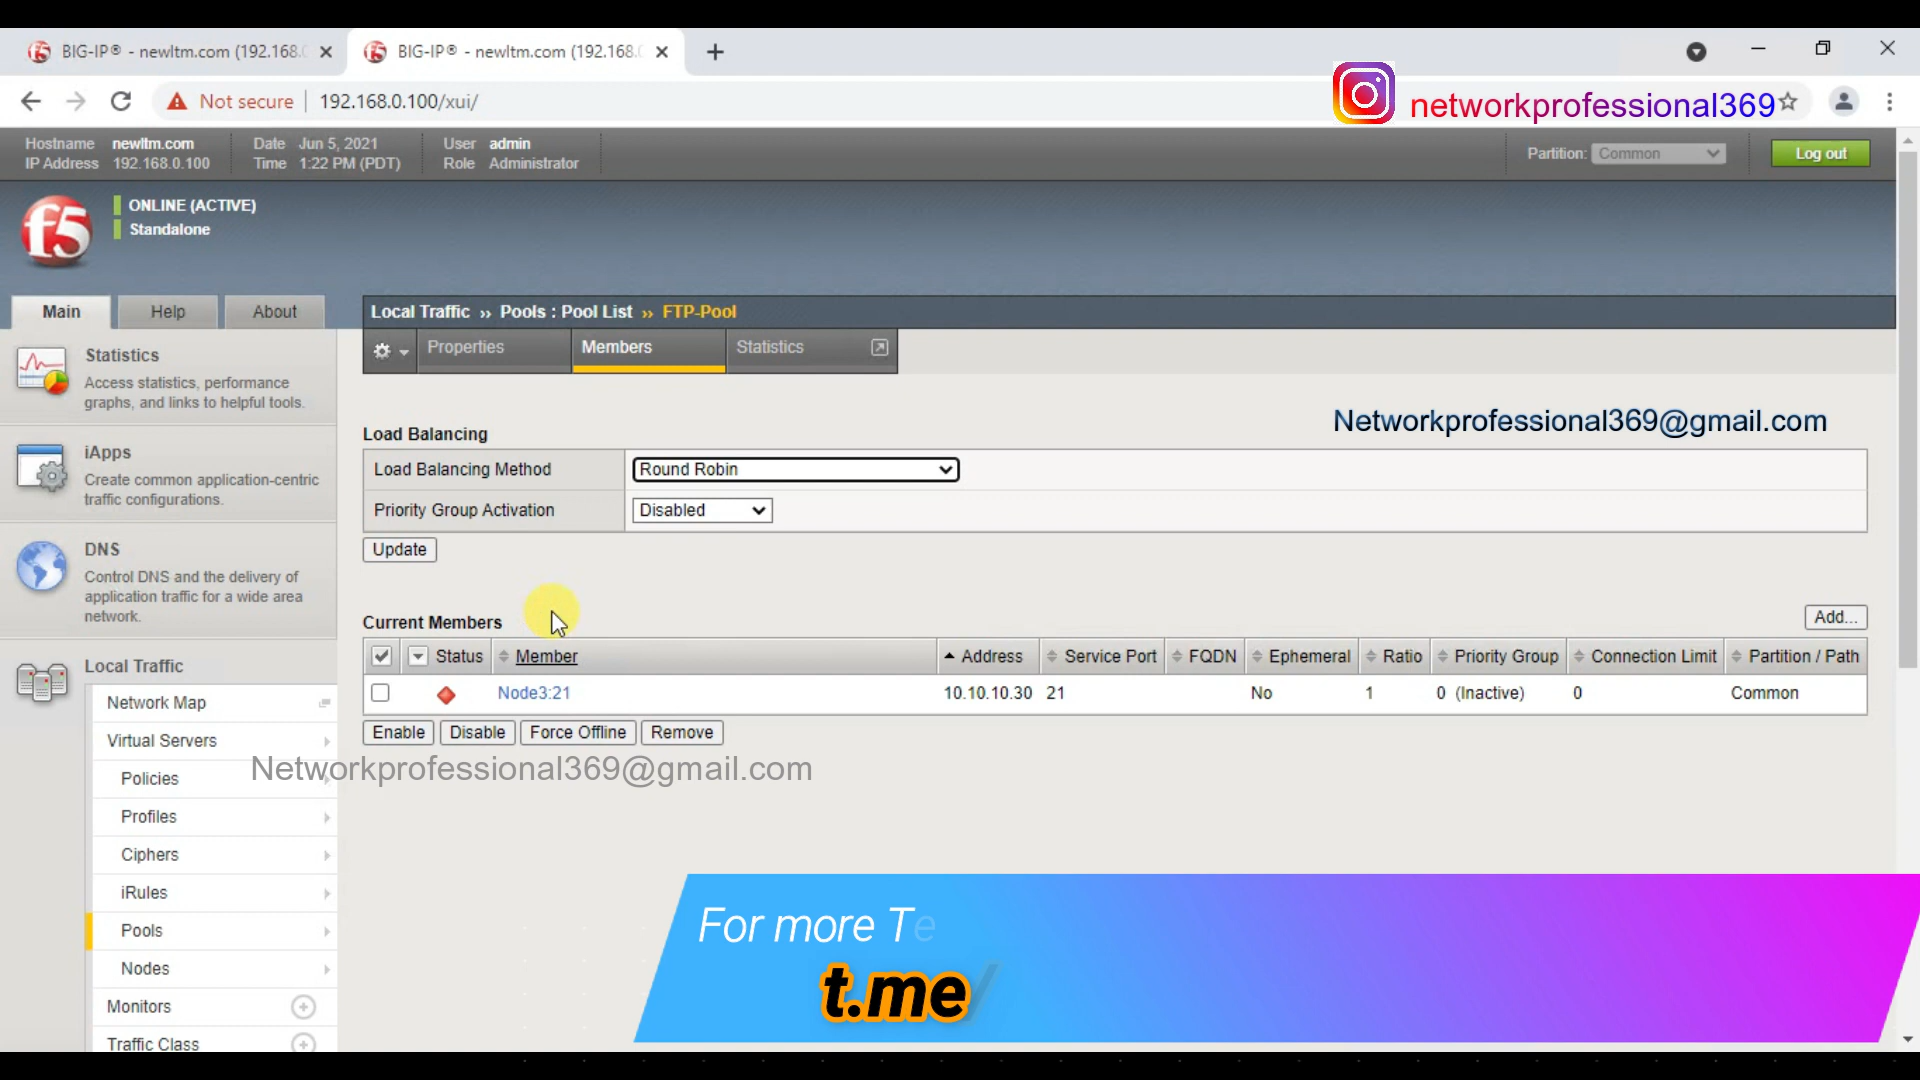 BIG-IP® - newltm.com (192.168.0
BIG-IP® - newltm.com (192.168.0
Not secure
192.168.0.100/xui/
networkprofessional369
Hostname newltm.com
IP Address 192.168.0.100
Date Jun 5, 2021
Time 1:22 PM (PDT)
User admin
Role Administrator
Partition: Common
Log out
f5
ONLINE (ACTIVE)
Standalone
Main
Help
About
Local Traffic ›› Pools : Pool List ›› FTP-Pool
Properties
Members
Statistics
Statistics
Access statistics, performance
graphs, and links to helpful tools.
iApps
Create common application-centric
traffic configurations.
DNS
Control DNS and the delivery of
application traffic for a wide area
network.
Local Traffic
Network Map
Virtual Servers
Policies
Profiles
Ciphers
iRules
Pools
Nodes
Monitors
Traffic Class
Networkprofessional369@gmail.com
Load Balancing
Load Balancing Method Round Robin
Priority Group Activation Disabled
Update
Current Members
Add...
Status Member Address Service Port FQDN Ephemeral Ratio Priority Group Connection Limit Partition / Path
Node3:21 10.10.10.30 21 No 1 0 (Inactive) 0 Common
Enable Disable Force Offline Remove
Networkprofessional369@gmail.com
For more Te
t.me/